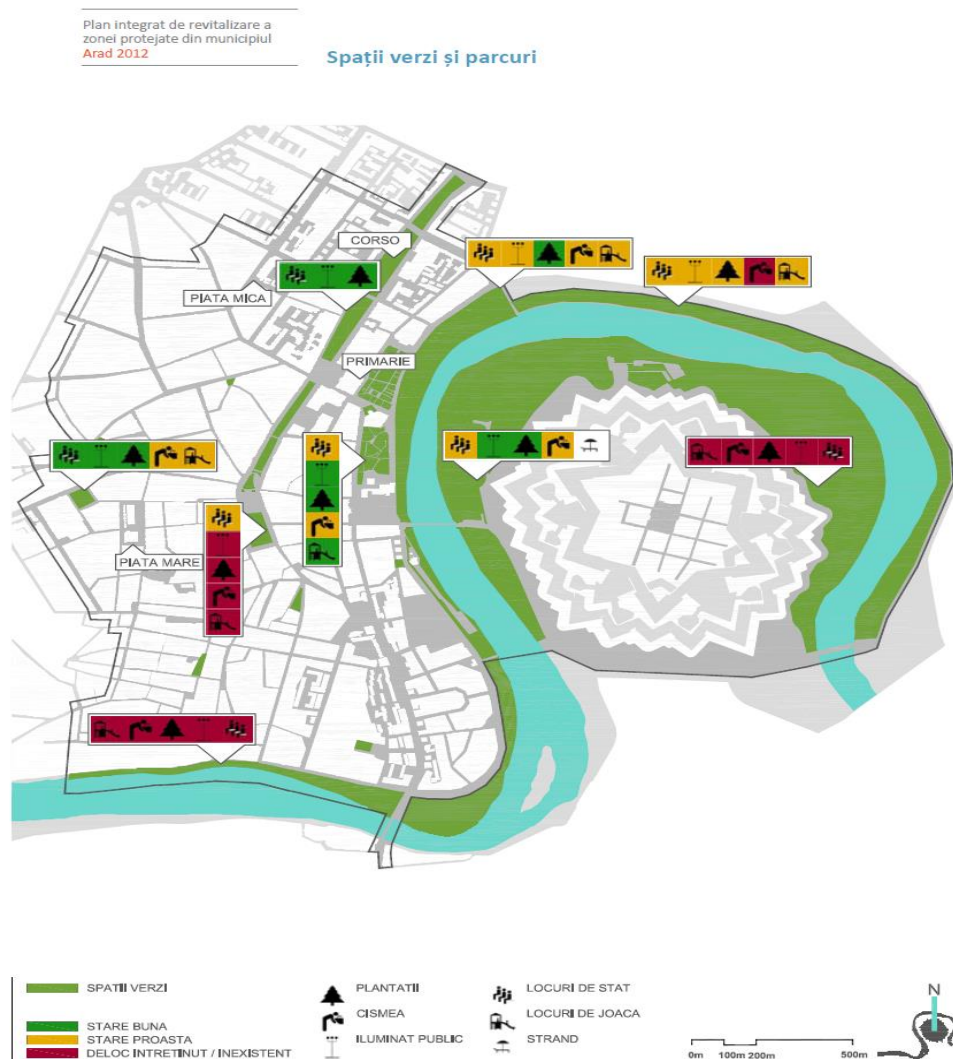 Plan integrat de revitalizare a
zonei protejate din municipiul
Arad 2012
Spații verzi și parcuri
CORSO
PIATA MICA
PRIMARIE
PIATA MARE
SPATII VERZI
STARE BUNA
STARE PROASTA
DELOC INTRETINUT / INEXISTENT
PLANTATII
CISMEA
ILUMINAT PUBLIC
LOCURI DE STAT
LOCURI DE JOACA
STRAND
0m 100m 200m 500m
N